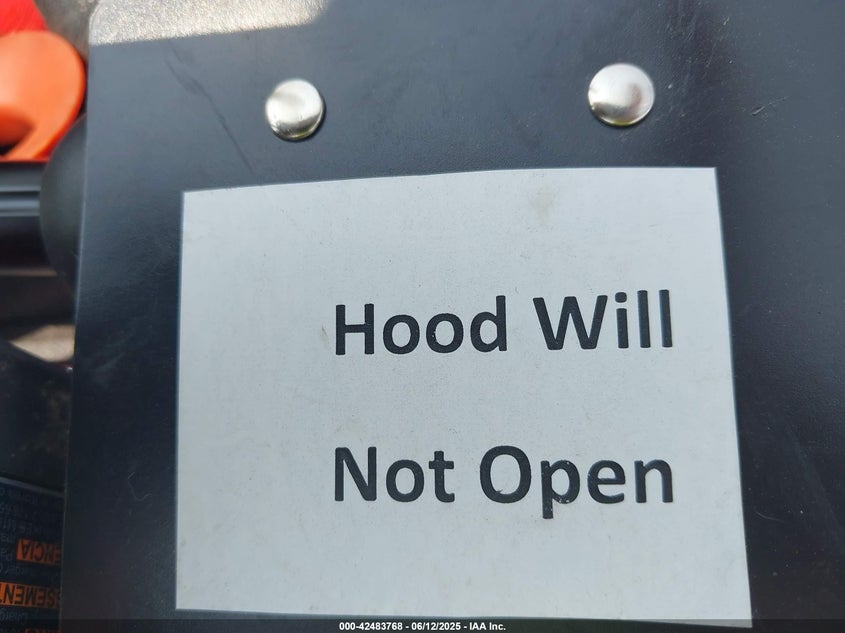 Hood Will
Not Open
000-42483768 - 06/12/2025 - IAA Inc.